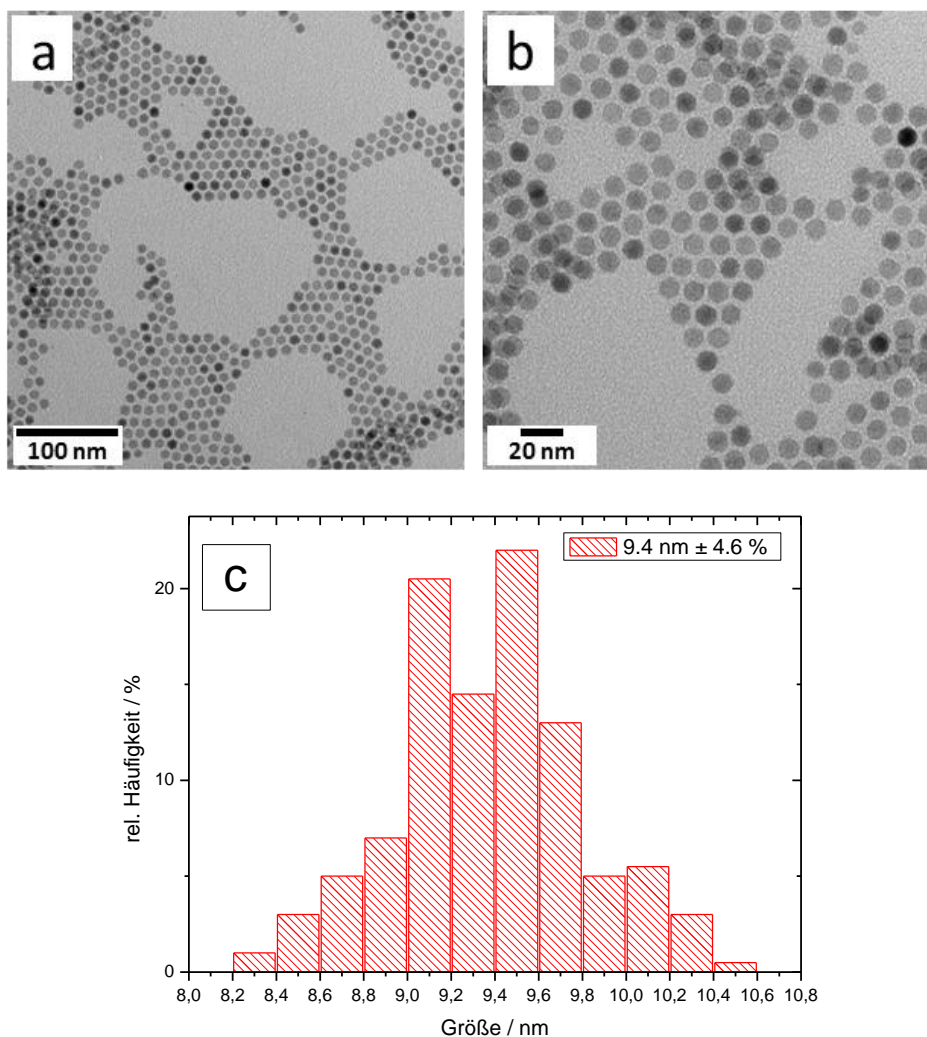 a
b
100 nm
20 nm
c
9.4 nm ± 4.6 %
20
10
0
rel. Häufigkeit / %
8,0 8,2 8,4 8,6 8,8 9,0 9,2 9,4 9,6 9,8 10,0 10,2 10,4 10,6 10,8
Größe / nm